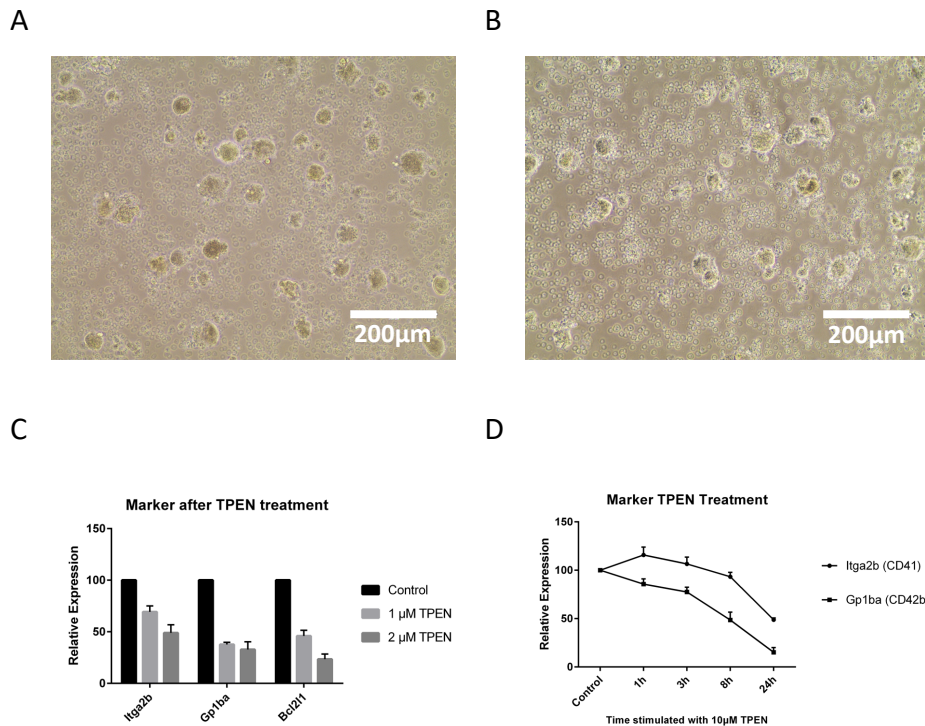 A
B
200µm
200µm
C
D
Marker after TPEN treatment
Relative Expression
150
100
50
0
Itga2b
Gp1ba
Bcl2l1
Control
1 µM TPEN
2 µM TPEN
Marker TPEN Treatment
Relative Expression
150
100
50
0
Control
1h
3h
8h
24h
Time stimulated with 10µM TPEN
Itga2b (CD41)
Gp1ba (CD42b